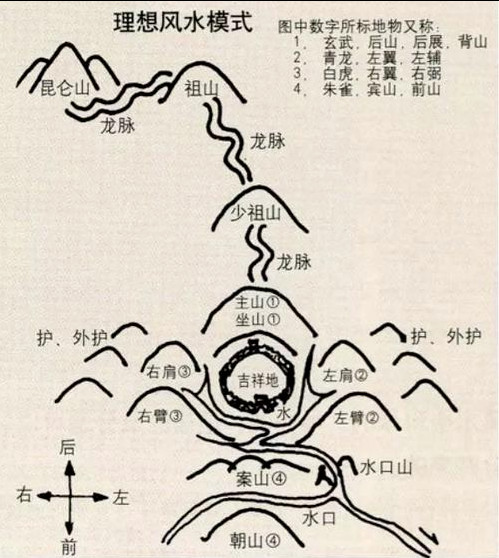 理想风水模式
图中数字所标地物又称:
1, 玄武, 后山, 后展, 背山
2, 青龙, 左翼, 左辅
3, 白虎, 右翼, 右弼
4, 朱雀, 宾山, 前山
昆仑山
祖山
龙脉
龙脉
少祖山
龙脉
主山①
坐山①
护、外护
护、外护
右肩③
吉祥地
左肩②
右臂③
水
左臂②
后
右
左
前
案山④
水口山
水口
朝山④